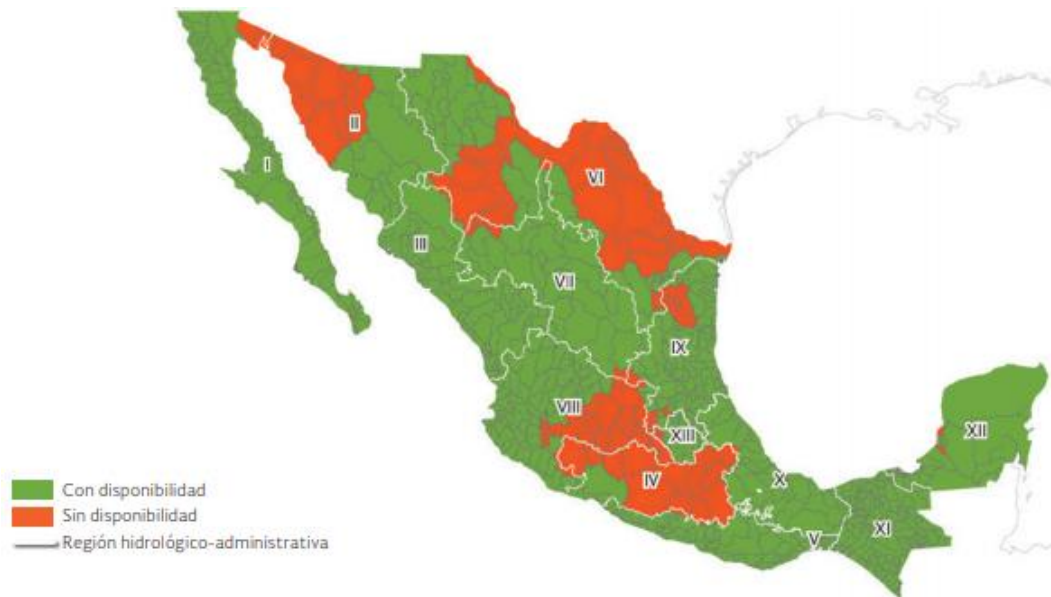 II
I
VI
III
VII
IX
VIII
XIII
XII
IV
X
XI
V
Con disponibilidad
Sin disponibilidad
Región hidrológico-administrativa